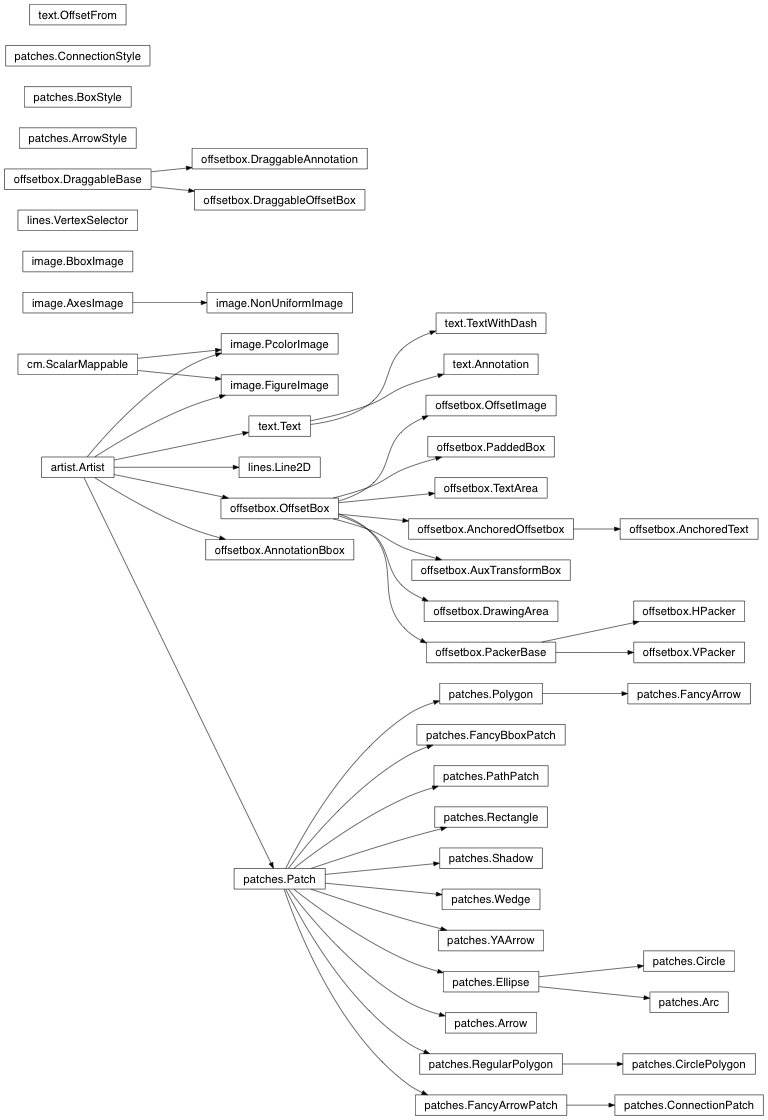 text.OffsetFrom
patches.ConnectionStyle
patches.BoxStyle
patches.ArrowStyle
offsetbox.DraggableAnnotation
offsetbox.DraggableBase
offsetbox.DraggableOffsetBox
lines.VertexSelector
image.BboxImage
image.AxesImage
image.NonUniformImage
text.TextWithDash
image.PcolorImage
cm.ScalarMappable
text.Annotation
image.FigureImage
offsetbox.OffsetImage
text.Text
offsetbox.PaddedBox
artist.Artist
lines.Line2D
offsetbox.TextArea
offsetbox.OffsetBox
offsetbox.AnchoredOffsetbox
offsetbox.AnchoredText
offsetbox.AnnotationBbox
offsetbox.AuxTransformBox
offsetbox.DrawingArea
offsetbox.HPacker
offsetbox.PackerBase
offsetbox.VPacker
patches.Polygon
patches.FancyArrow
patches.FancyBboxPatch
patches.PathPatch
patches.Rectangle
patches.Shadow
patches.Patch
patches.Wedge
patches.YAArrow
patches.Circle
patches.Ellipse
patches.Arc
patches.Arrow
patches.RegularPolygon
patches.CirclePolygon
patches.FancyArrowPatch
patches.ConnectionPatch